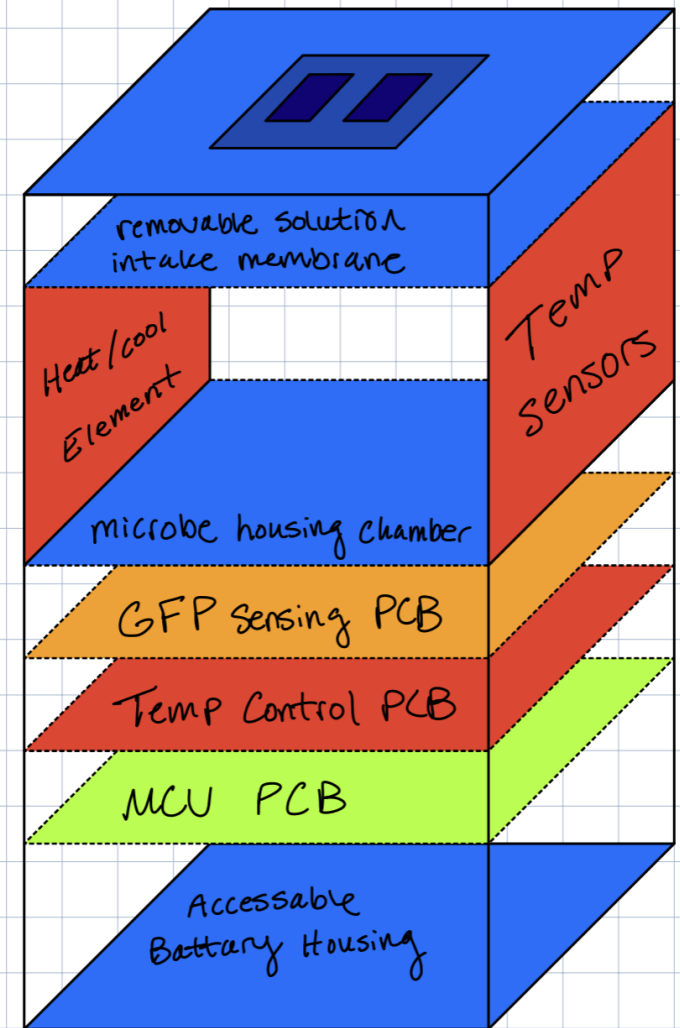 removable solution
intake membrane
Heat/cool
Element
Temp
sensors
microbe housing chamber
GFP sensing PCB
Temp Control PCB
MCU PCB
Accessable
Battary Housing